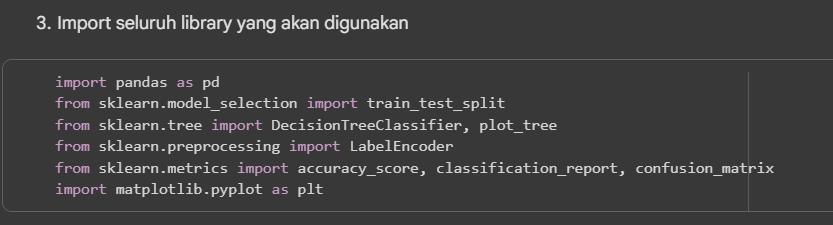 3. Import seluruh library yang akan digunakan
import pandas as pd
from sklearn.model_selection import train_test_split
from sklearn.tree import DecisionTreeClassifier, plot_tree
from sklearn.preprocessing import LabelEncoder
from sklearn.metrics import accuracy_score, classification_report, confusion_matrix
import matplotlib.pyplot as plt